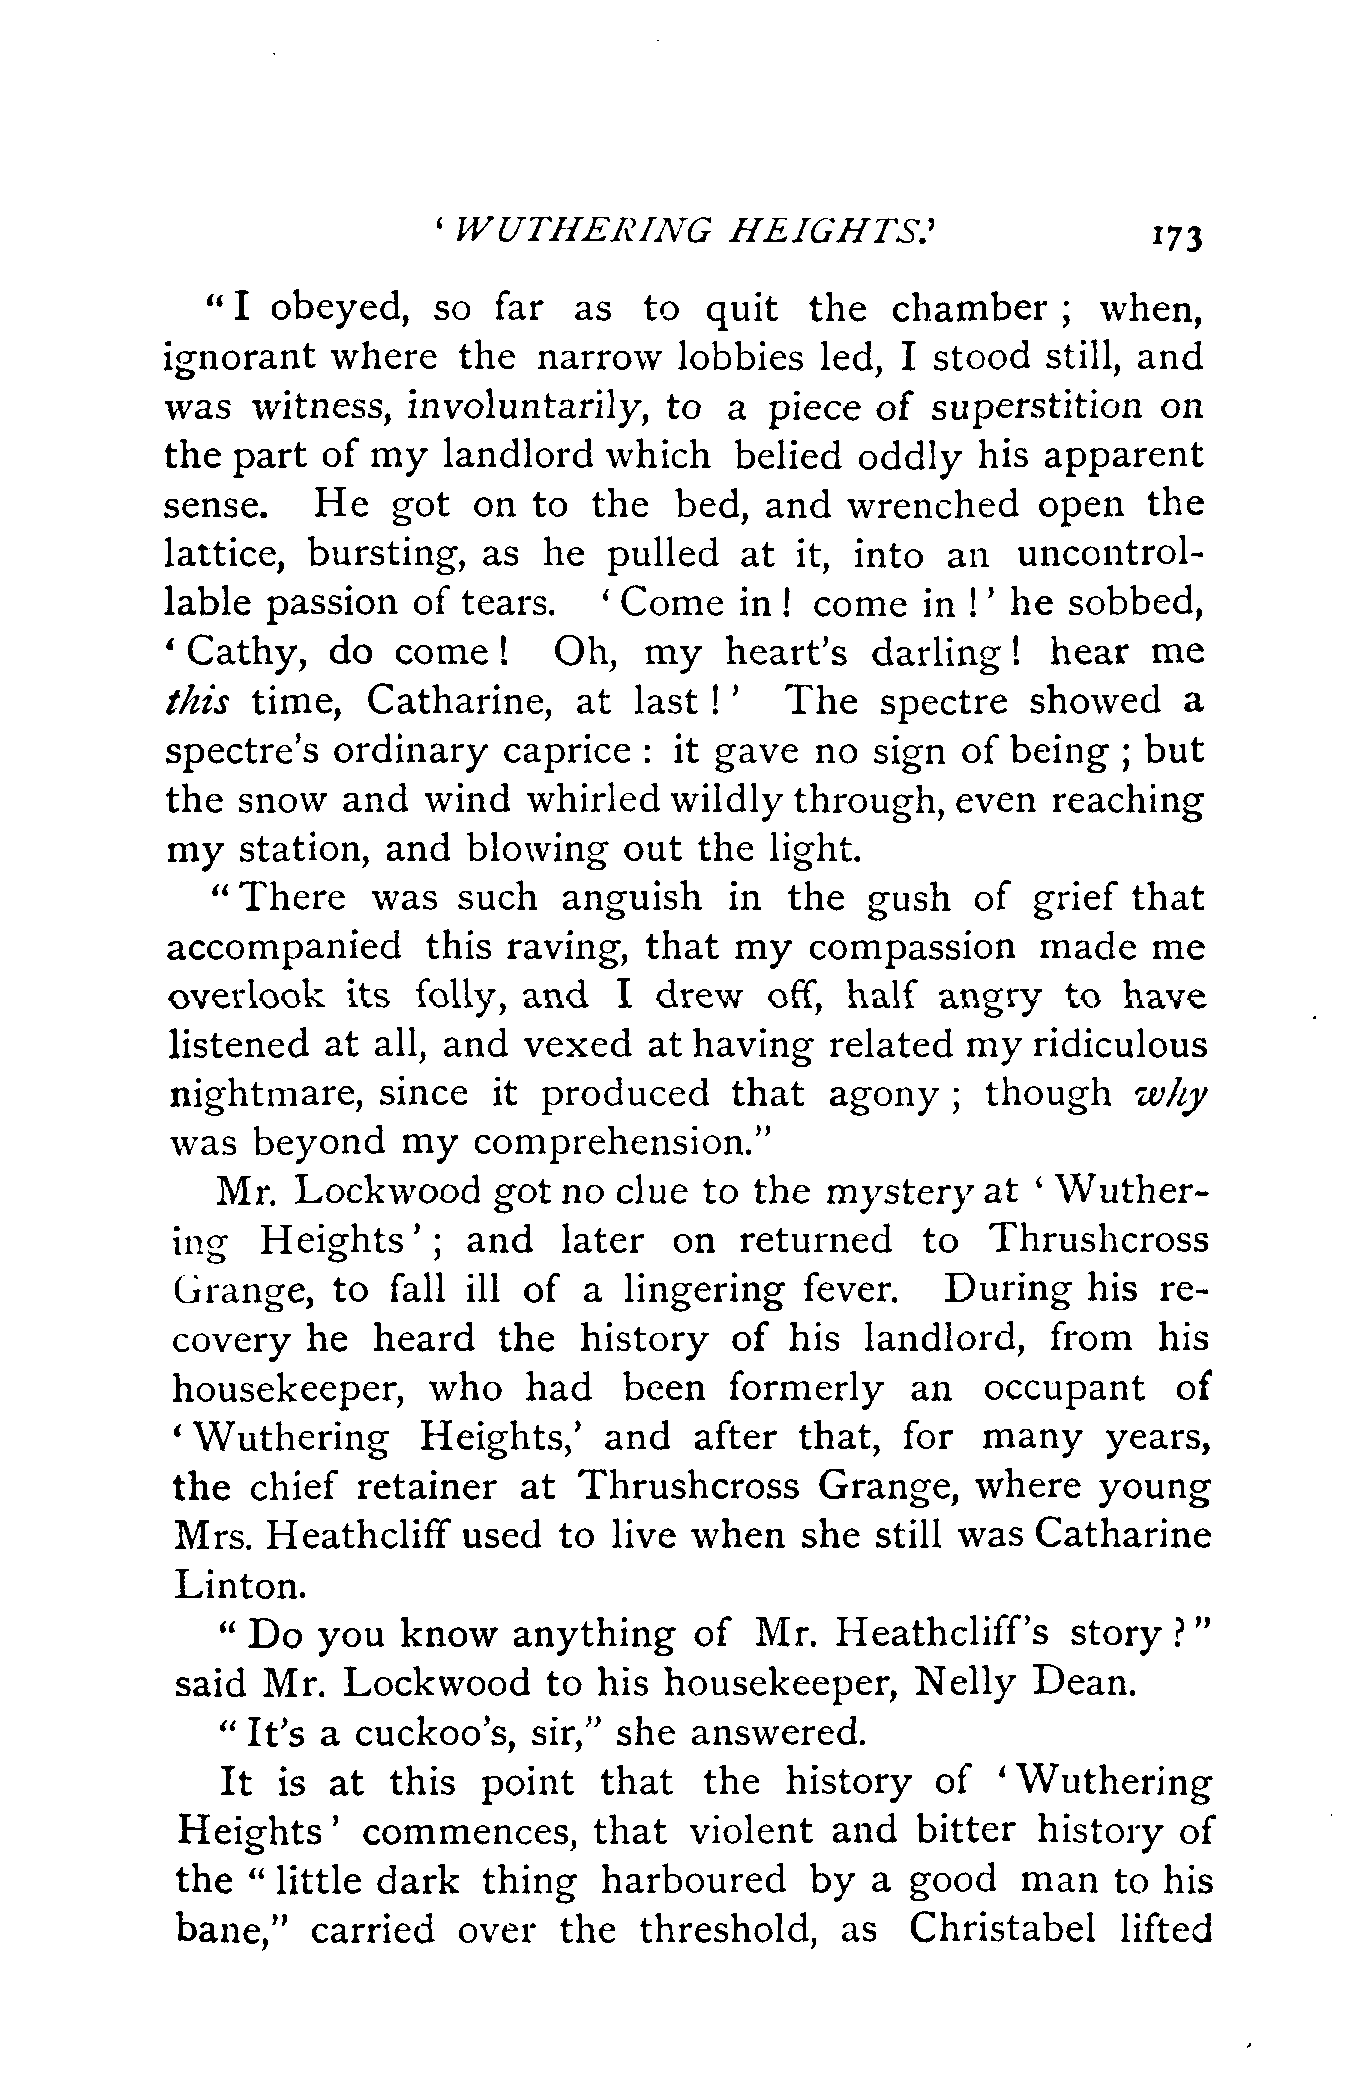 ‘ WUTHERING HEIGHTS.’ 173
“ I obeyed, so far as to quit the chamber ; when,
ignorant where the narrow lobbies led, I stood still, and
was witness, involuntarily, to a piece of superstition on
the part of my landlord which belied oddly his apparent
sense. He got on to the bed, and wrenched open the
lattice, bursting, as he pulled at it, into an uncontrol-
lable passion of tears. ‘ Come in ! come in ! ’ he sobbed,
‘ Cathy, do come ! Oh, my heart’s darling ! hear me
this time, Catharine, at last ! ’ The spectre showed a
spectre’s ordinary caprice : it gave no sign of being ; but
the snow and wind whirled wildly through, even reaching
my station, and blowing out the light.
“ There was such anguish in the gush of grief that
accompanied this raving, that my compassion made me
overlook its folly, and I drew off, half angry to have
listened at all, and vexed at having related my ridiculous
nightmare, since it produced that agony ; though why
was beyond my comprehension.”
Mr. Lockwood got no clue to the mystery at ‘ Wuther-
ing Heights ’ ; and later on returned to Thrushcross
Grange, to fall ill of a lingering fever. During his re-
covery he heard the history of his landlord, from his
housekeeper, who had been formerly an occupant of
‘ Wuthering Heights,’ and after that, for many years,
the chief retainer at Thrushcross Grange, where young
Mrs. Heathcliff used to live when she still was Catharine
Linton.
“ Do you know anything of Mr. Heathcliff’s story ? ”
said Mr. Lockwood to his housekeeper, Nelly Dean.
“ It’s a cuckoo’s, sir,” she answered.
It is at this point that the history of ‘ Wuthering
Heights ’ commences, that violent and bitter history of
the “ little dark thing harboured by a good man to his
bane,” carried over the threshold, as Christabel lifted